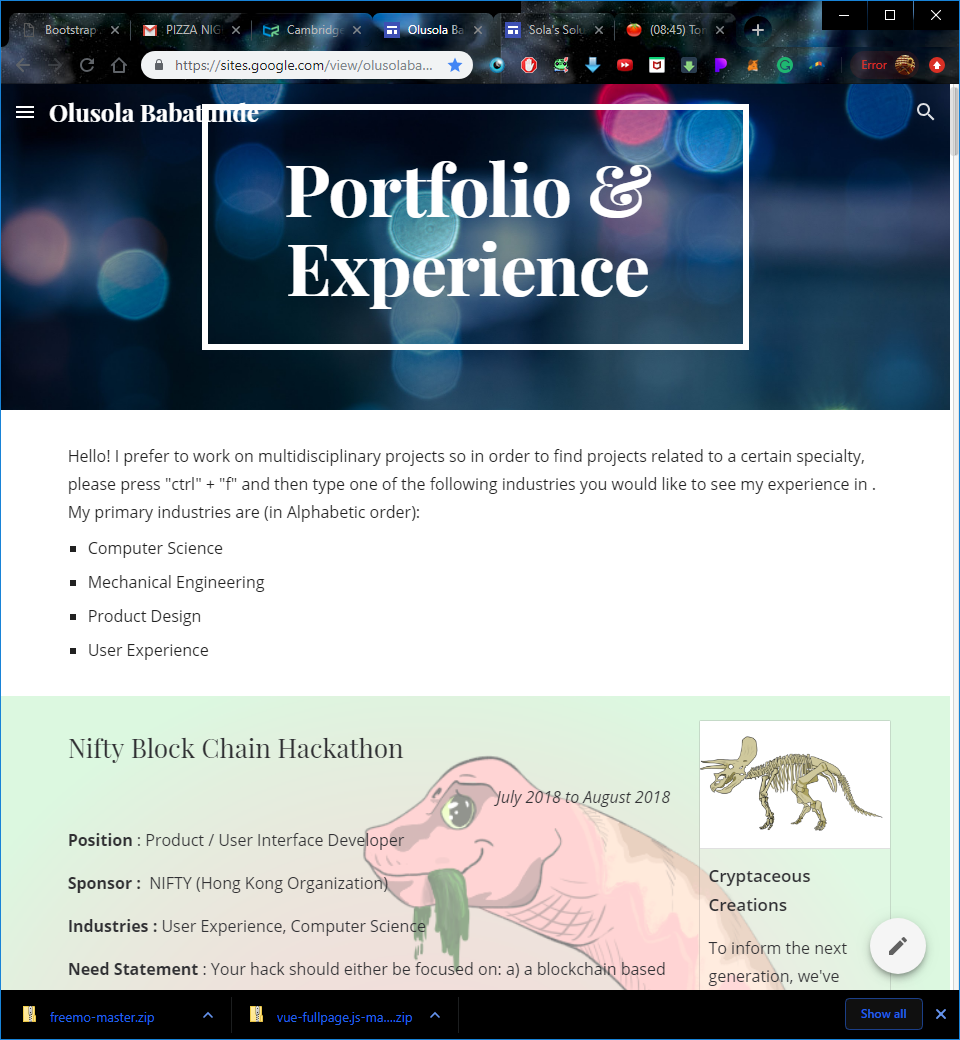 Bootstrap
PIZZA NIG
Cambridge
Olusola Ba
Sola's Solu
(08:45) Tor
https://sites.google.com/view/olusolaba...
Error
Olusola Babatunde
Portfolio &
Experience
Hello! I prefer to work on multidisciplinary projects so in order to find projects related to a certain specialty,
please press "ctrl" + "f" and then type one of the following industries you would like to see my experience in .
My primary industries are (in Alphabetic order):
Computer Science
Mechanical Engineering
Product Design
User Experience
Nifty Block Chain Hackathon
July 2018 to August 2018
Position : Product / User Interface Developer
Sponsor : NIFTY (Hong Kong Organization)
Industries : User Experience, Computer Science
Need Statement : Your hack should either be focused on: a) a blockchain based
Cryptaceous
Creations
To inform the next
generation, we've
freemo-master.zip
vue-fullpage.js-ma....zip
Show all